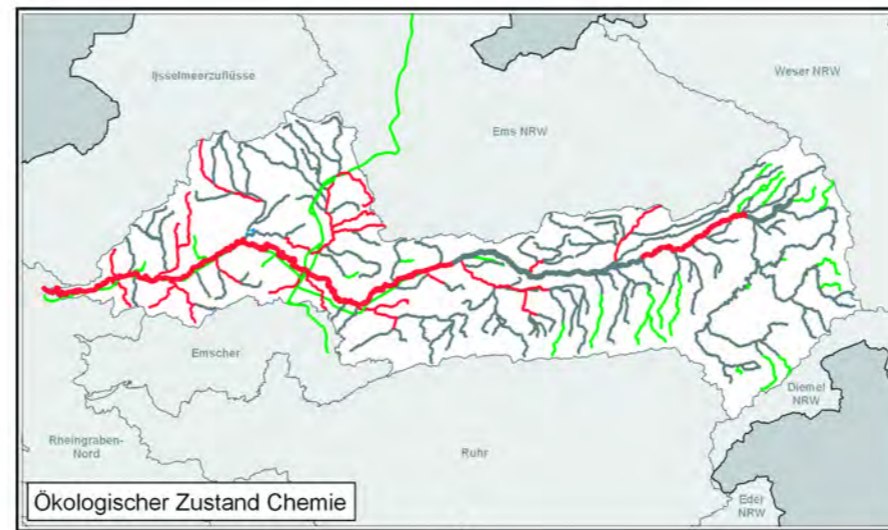 Ijsselmeerzuflüsse
Weser NRW
Ems NRW
Emscher
Diemel
NRW
Rheingraben-
Nord
Ruhr
Ökologischer Zustand Chemie
Eder
NRW